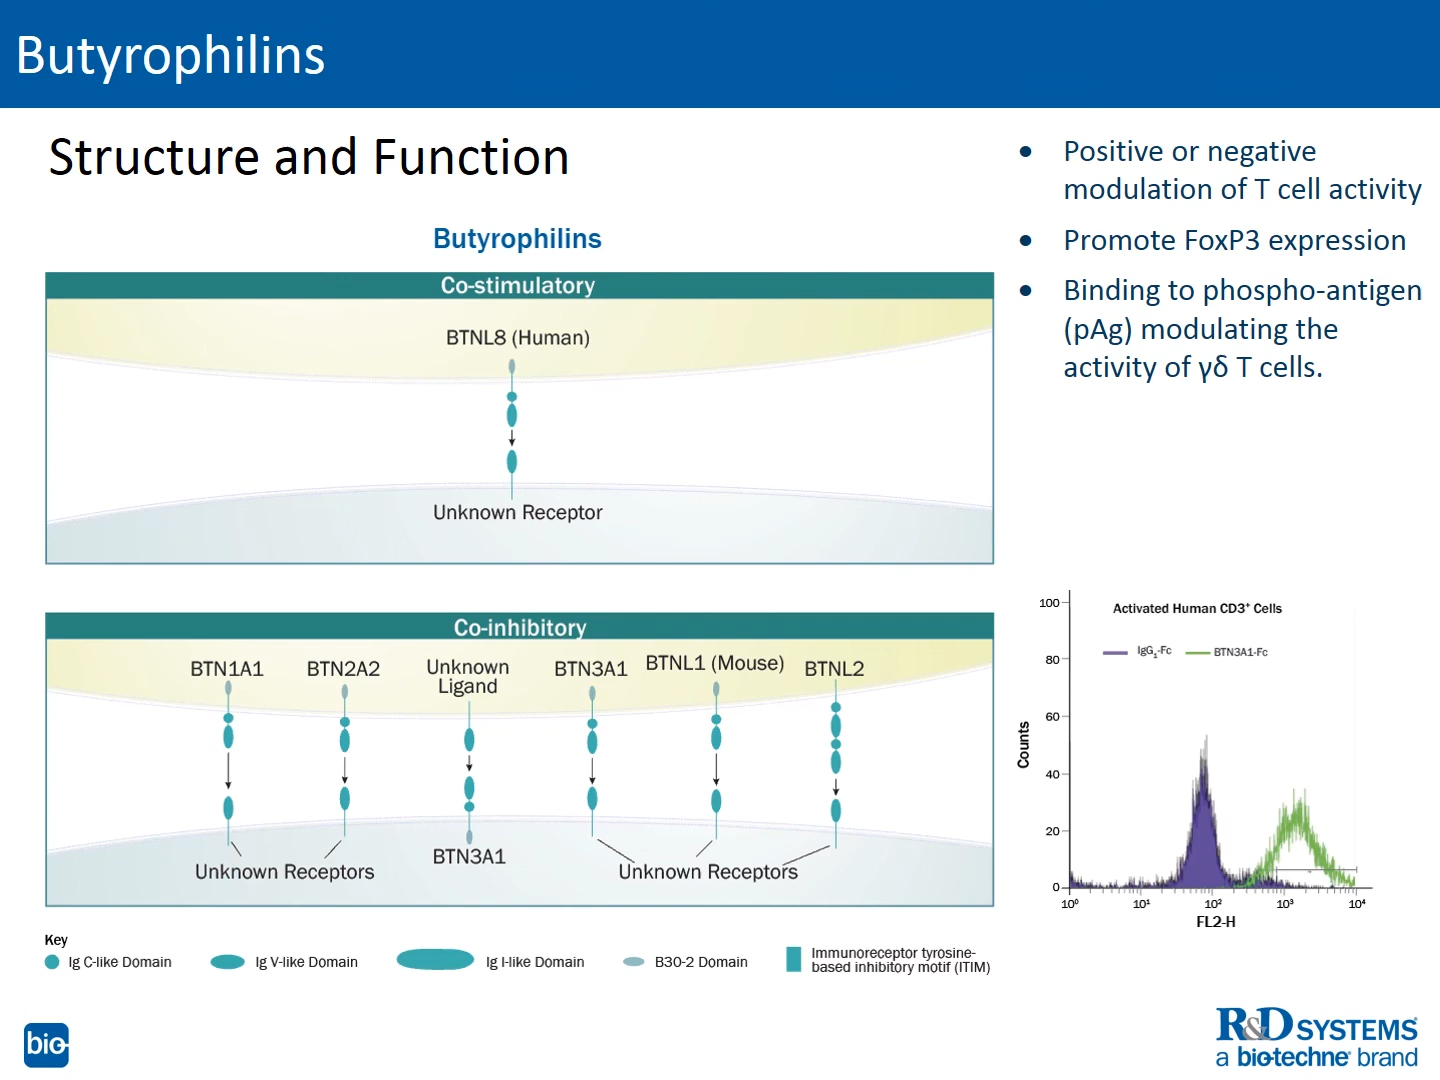 Butyrophilins
Structure and Function
Butyrophilins
Co-stimulatory
BTNL8 (Human)
Unknown Receptor
Co-inhibitory
BTN1A1
BTN2A2
Unknown
Ligand
BTN3A1
BTNL1 (Mouse)
BTNL2
Unknown Receptors
BTN3A1
Unknown Receptors
Key
Ig C-like Domain
Ig V-like Domain
Ig I-like Domain
B30-2 Domain
Immunoreceptor tyrosine-
based inhibitory motif (ITIM)
• Positive or negative
modulation of T cell activity
• Promote FoxP3 expression
• Binding to phospho-antigen
(pAg) modulating the
activity of γδ T cells.
Activated Human CD3⁺ Cells
IgG₁-Fc
BTN3A1-Fc
Counts
100
80
60
40
20
0
10⁰ 10¹ 10² 10³ 10⁴
FL2-H
bio
R&D SYSTEMS
a bio-techne brand